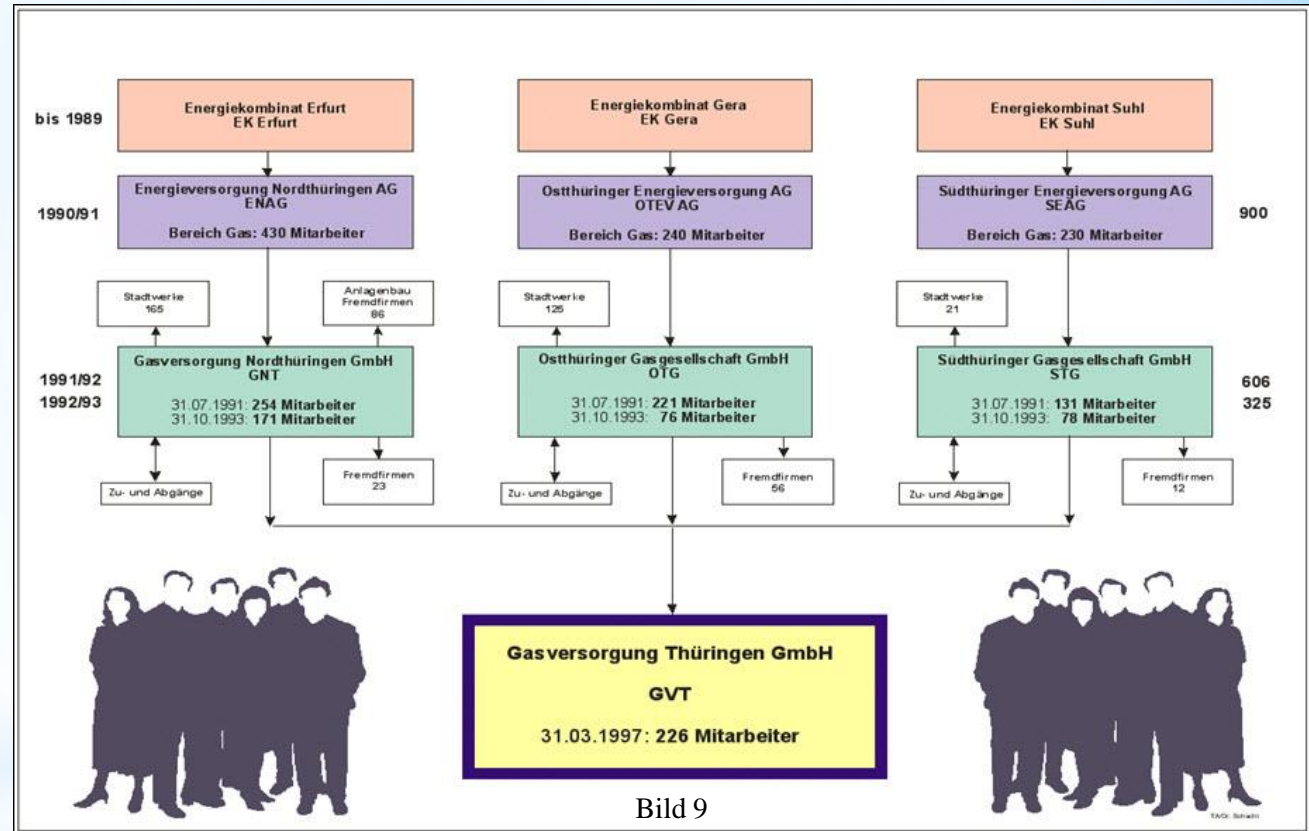 bis 1989
Energiekombinat Erfurt
EK Erfurt
Energiekombinat Gera
EK Gera
Energiekombinat Suhl
EK Suhl
1990/91
Energieversorgung Nordthüringen AG
ENAG
Bereich Gas: 430 Mitarbeiter
Ostthüringer Energieversorgung AG
OTEV AG
Bereich Gas: 240 Mitarbeiter
Südthüringer Energieversorgung AG
SEAG
Bereich Gas: 230 Mitarbeiter
900
Stadtwerke
165
Anlagenbau
Fremdfirmen
86
Stadtwerke
125
Stadtwerke
21
1991/92
1992/93
Gasversorgung Nordthüringen GmbH
GNT
31.07.1991: 254 Mitarbeiter
31.10.1993: 171 Mitarbeiter
Ostthüringer Gasgesellschaft GmbH
OTG
31.07.1991: 221 Mitarbeiter
31.10.1993: 76 Mitarbeiter
Südthüringer Gasgesellschaft GmbH
STG
31.07.1991: 131 Mitarbeiter
31.10.1993: 78 Mitarbeiter
606
325
Zu- und Abgänge
Fremdfirmen
23
Zu- und Abgänge
Fremdfirmen
56
Zu- und Abgänge
Fremdfirmen
12
Gasversorgung Thüringen GmbH
GVT
31.03.1997: 226 Mitarbeiter
Bild 9